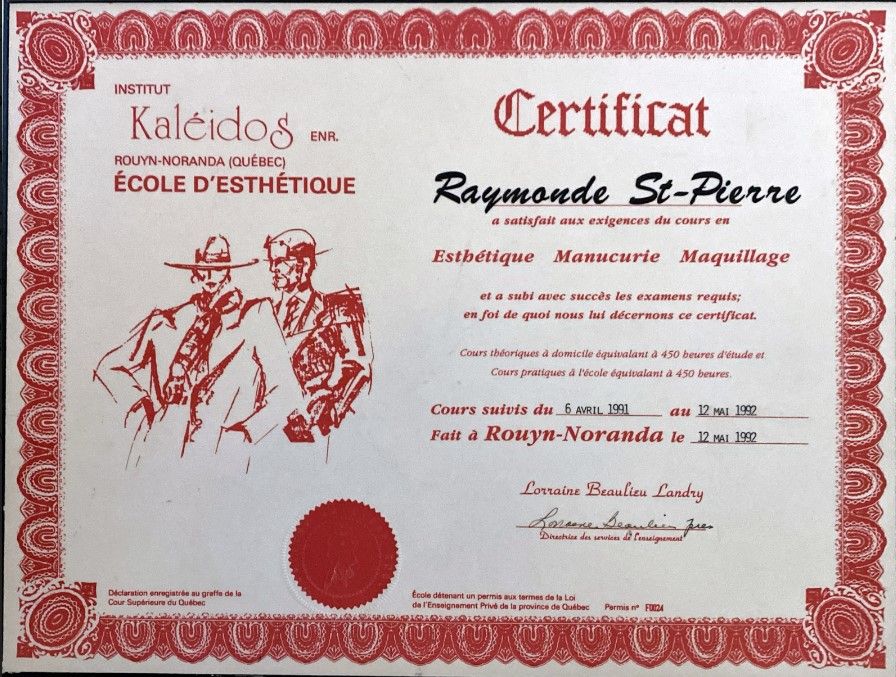 INSTITUT
Kaléidos ENR.
ROUYN-NORANDA (QUÉBEC)
ÉCOLE D'ESTHÉTIQUE
Certificat
Raymonde St-Pierre
a satisfait aux exigences du cours en
Esthétique Manucurie Maquillage
et a subi avec succès les examens requis;
en foi de quoi nous lui décernons ce certificat.
Cours théoriques à domicile équivalant à 450 heures d'étude et
Cours pratiques à l'école équivalant à 450 heures.
Cours suivis du 6 AVRIL 1991 au 12 MAI 1992
Fait à Rouyn-Noranda le 12 MAI 1992
Lorraine Beaulieu Landry
Lorraine Beaulieu
Directrice des services de l'enseignement
Déclaration enregistrée au greffe de la
Cour Supérieure du Québec
École détenant un permis aux termes de la Loi
de l'Enseignement Privé de la province de Québec Permis n° F0024